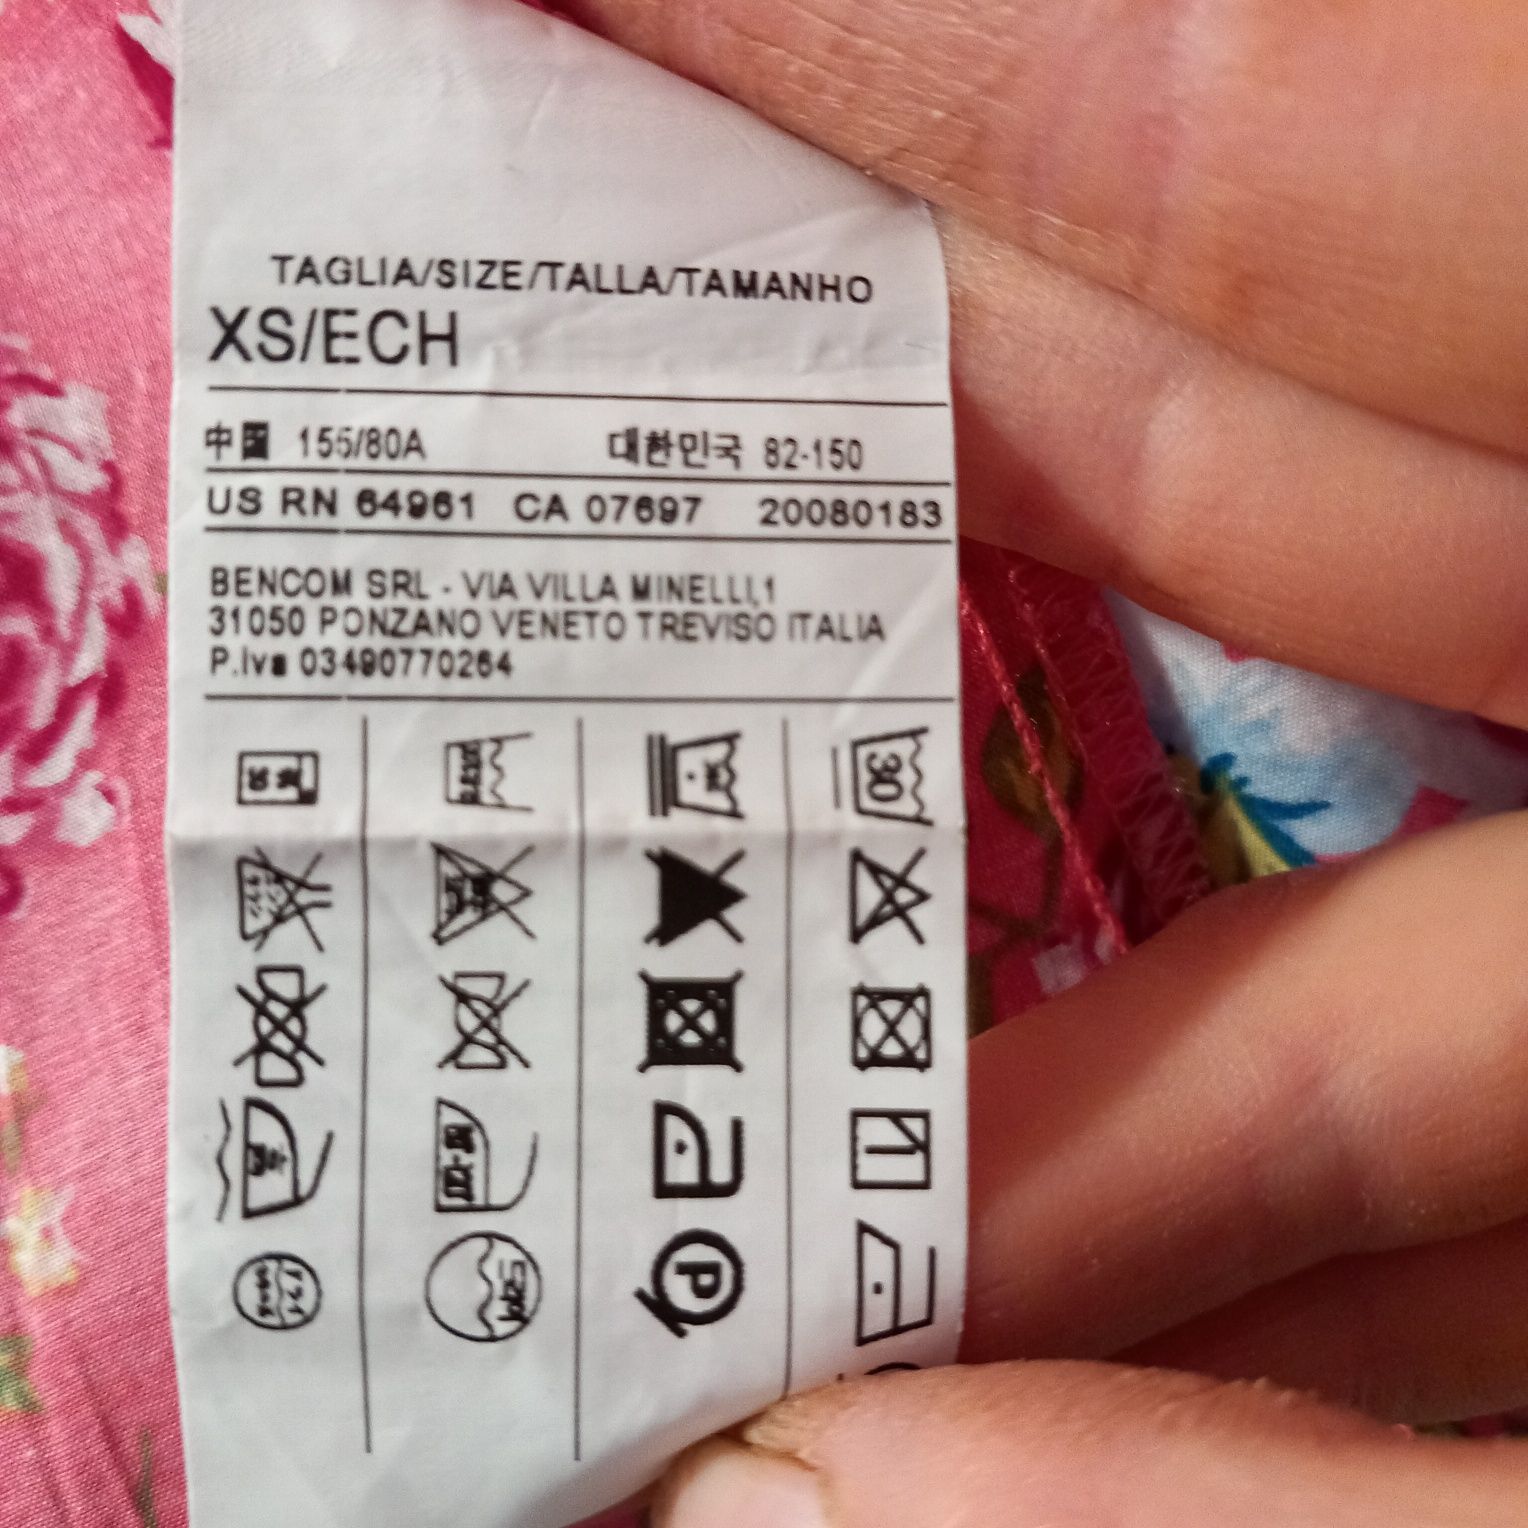 TAGLIA/SIZE/TALLA/TAMANHO
XS/ECH
中国 155/80A 대한민국 82-150
US RN 64961 CA 07697 20080183
BENCOM SRL - VIA VILLA MINELLI,1
31050 PONZANO VENETO TREVISO ITALIA
P.Iva 03490770264
30
P